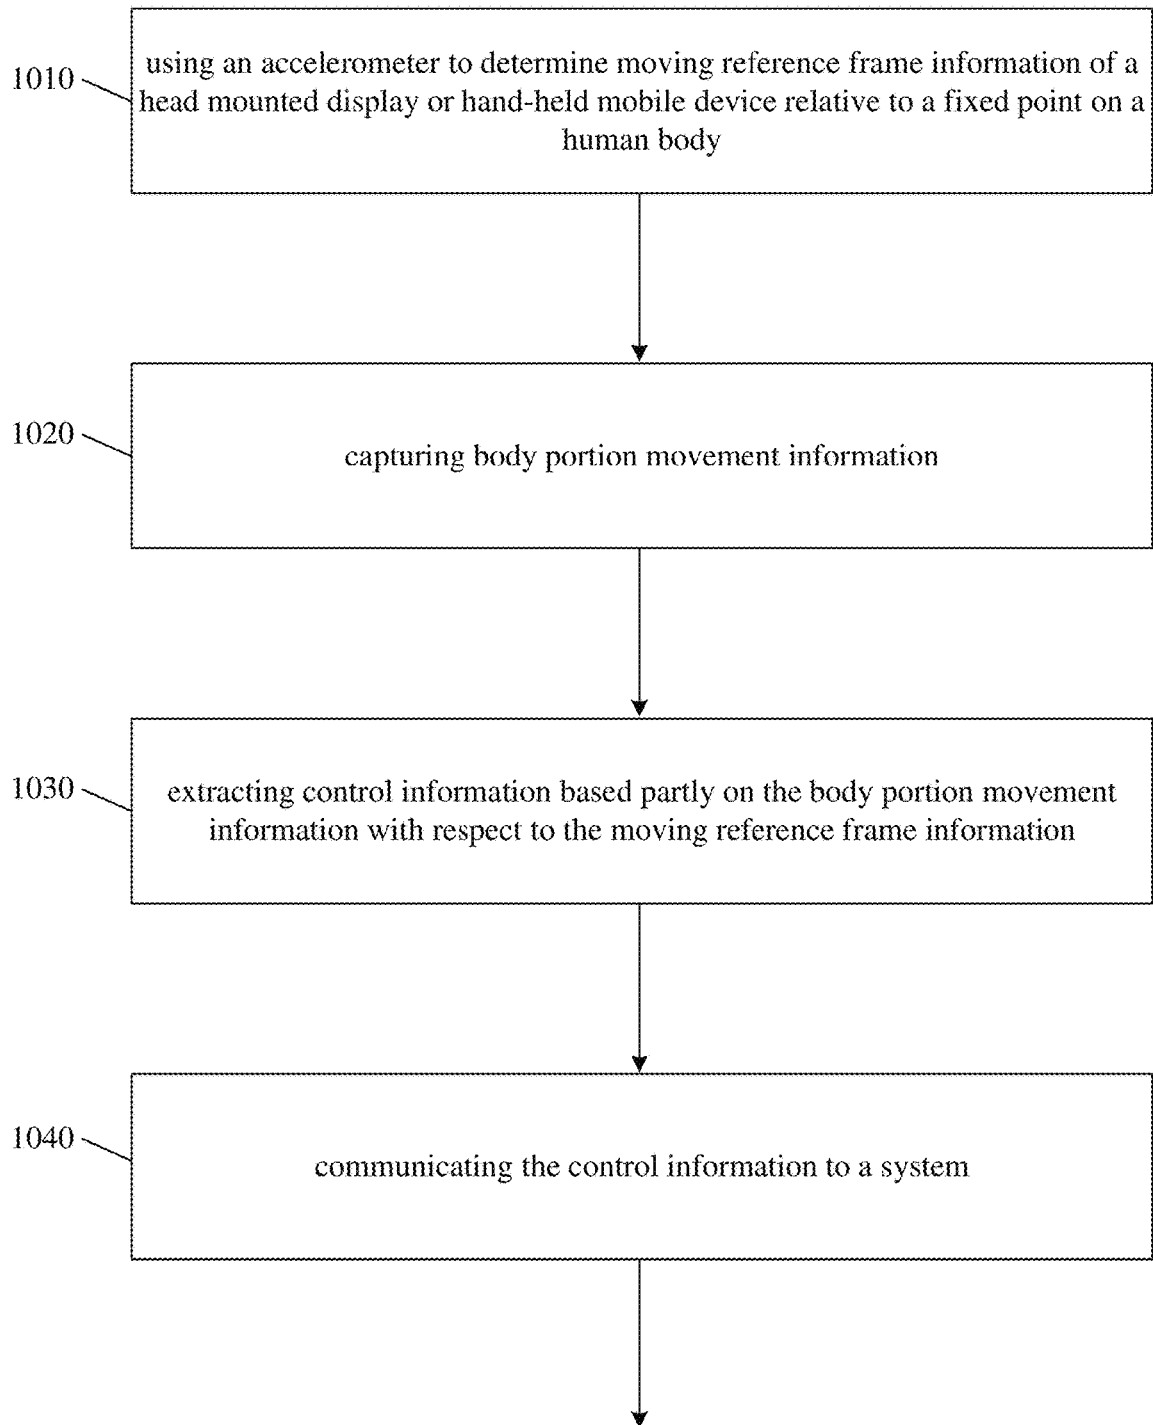 1010
using an accelerometer to determine moving reference frame information of a
head mounted display or hand-held mobile device relative to a fixed point on a
human body
1020
capturing body portion movement information
1030
extracting control information based partly on the body portion movement
information with respect to the moving reference frame information
1040
communicating the control information to a system